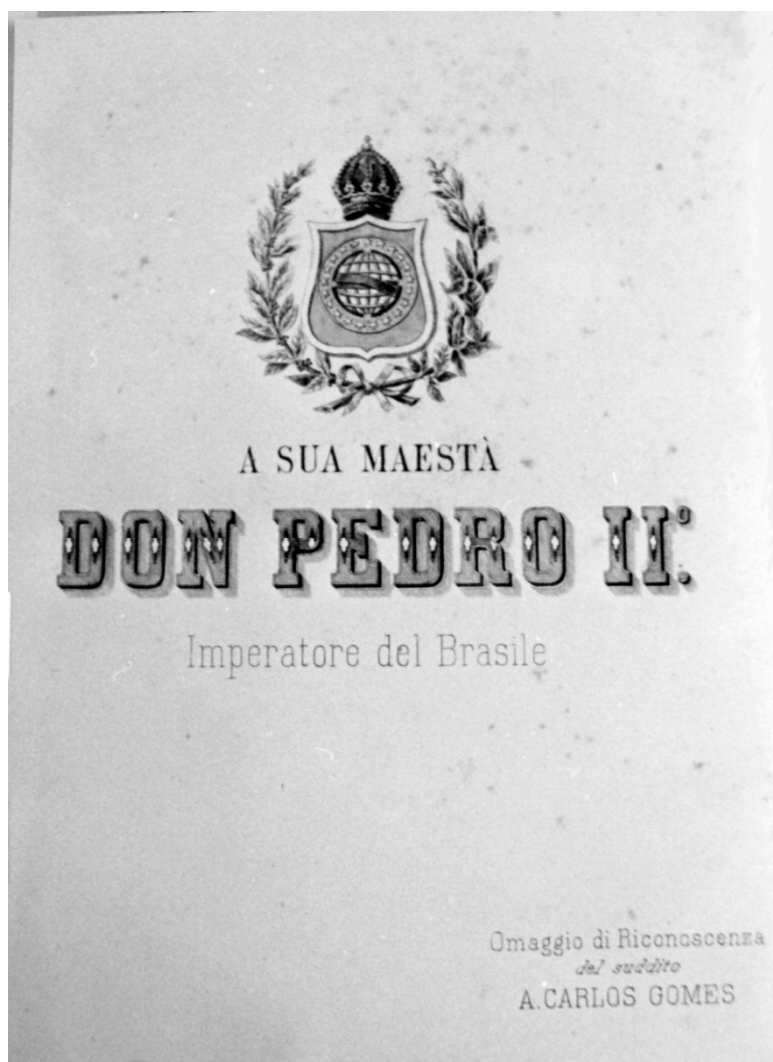 A SUA MAESTÀ
DON PEDRO II.º
Imperatore del Brasile
Omaggio di Riconoscenza
del suddito
A. CARLOS GOMES